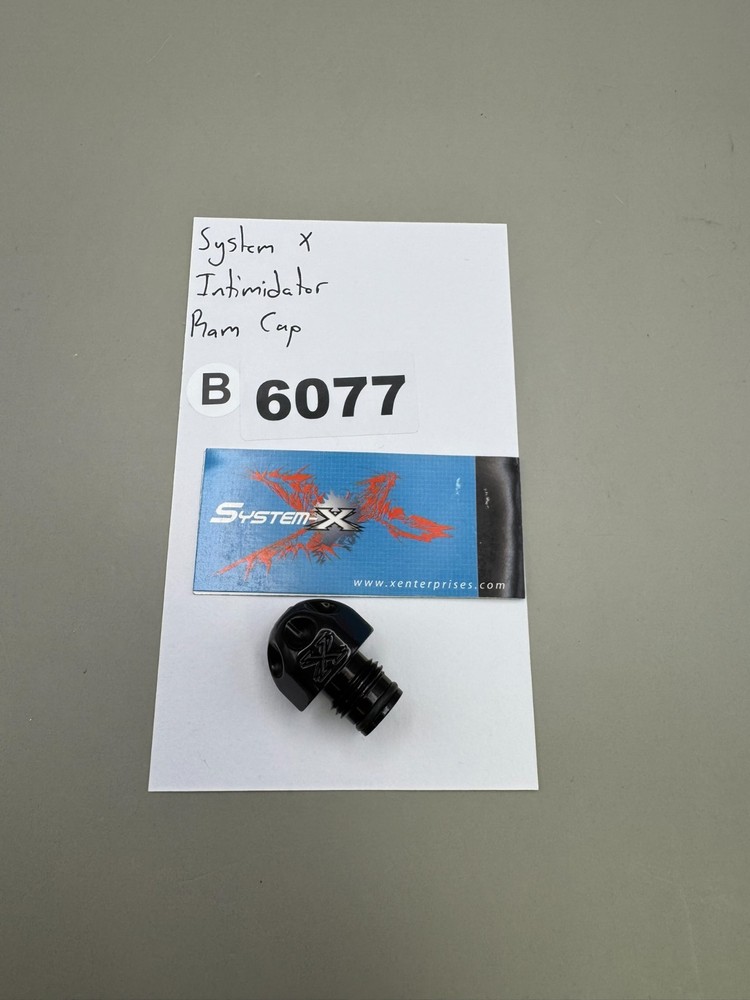 System X
Intimidator
Ram Cap
B 6077
SYSTEM-X
www.xenterprises.com
X